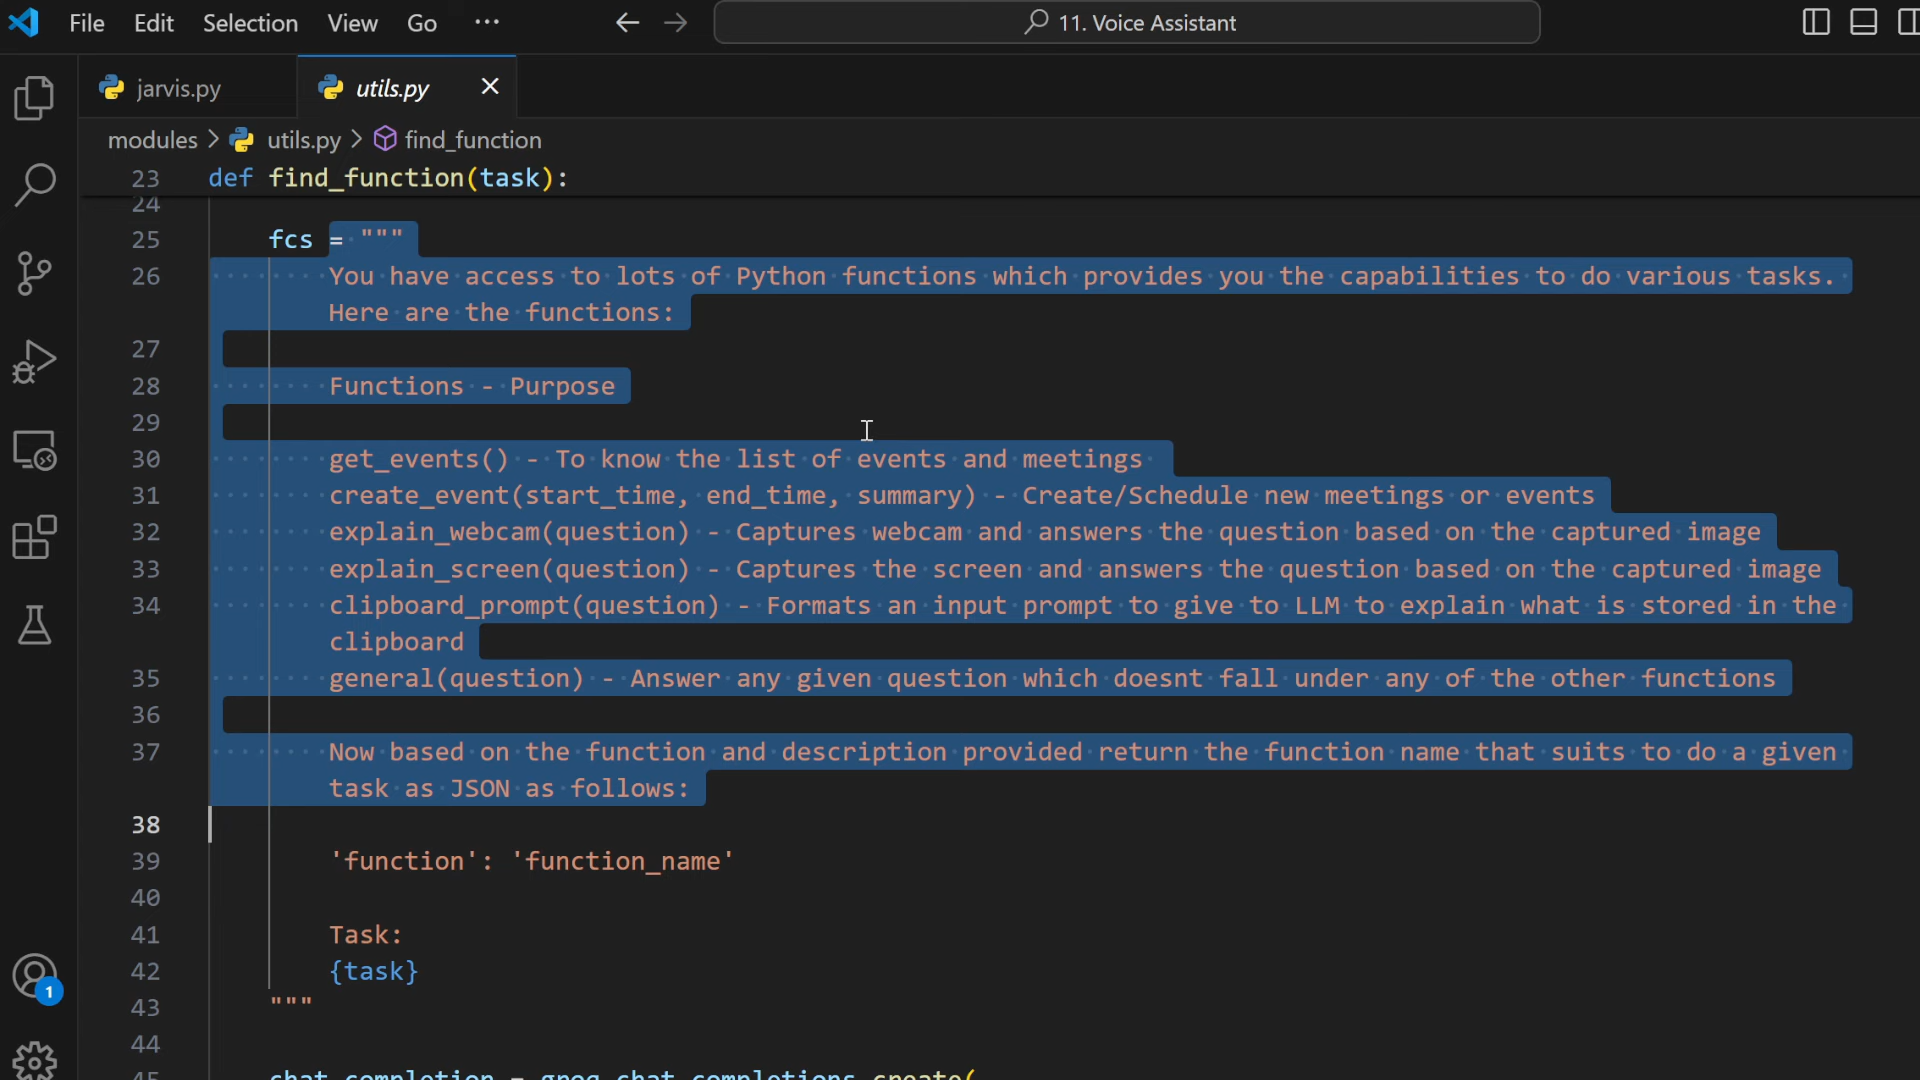 File Edit Selection View Go ··· 11. Voice Assistant
jarvis.py utils.py
modules > utils.py > find_function
23 def find_function(task):
24
25 fcs = """
26 You have access to lots of Python functions which provides you the capabilities to do various tasks.
Here are the functions:
27
28 Functions - Purpose
29
30 get_events() - To know the list of events and meetings
31 create_event(start_time, end_time, summary) - Create/Schedule new meetings or events
32 explain_webcam(question) - Captures webcam and answers the question based on the captured image
33 explain_screen(question) - Captures the screen and answers the question based on the captured image
34 clipboard_prompt(question) - Formats an input prompt to give to LLM to explain what is stored in the
clipboard
35 general(question) - Answer any given question which doesnt fall under any of the other functions
36
37 Now based on the function and description provided return the function name that suits to do a given
task as JSON as follows:
38
39 'function': 'function_name'
40
41 Task:
42 {task}
1
43 """
44
45 chat_completion = groq.chat.completions.create(